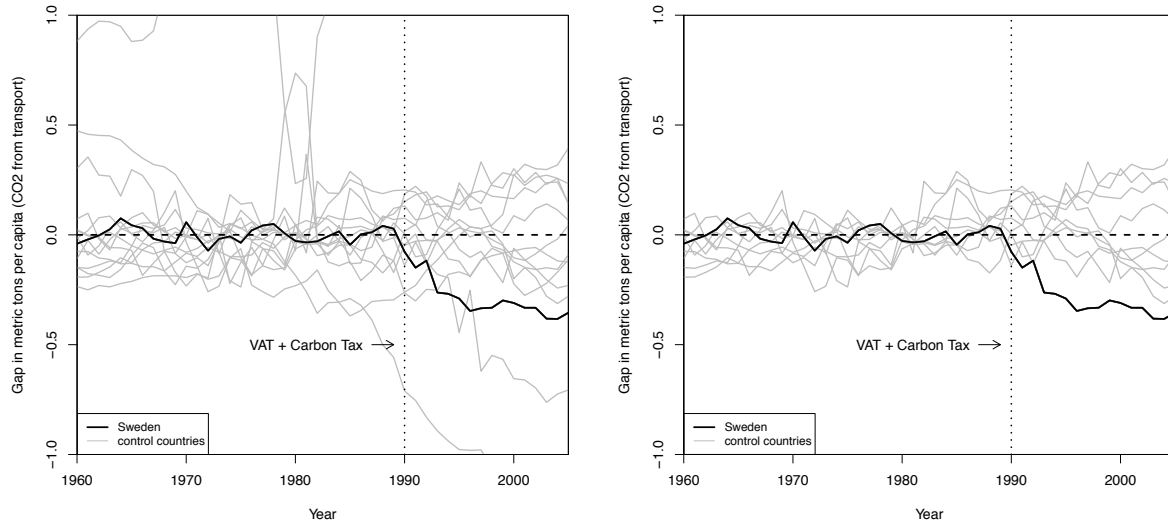 Gap in metric tons per capita (CO2 from transport)
1.0
0.5
0.0
−0.5
−1.0
VAT + Carbon Tax
Sweden
control countries
1960
1970
1980
1990
2000
Year
Gap in metric tons per capita (CO2 from transport)
1.0
0.5
0.0
−0.5
−1.0
VAT + Carbon Tax
Sweden
control countries
1960
1970
1980
1990
2000
Year